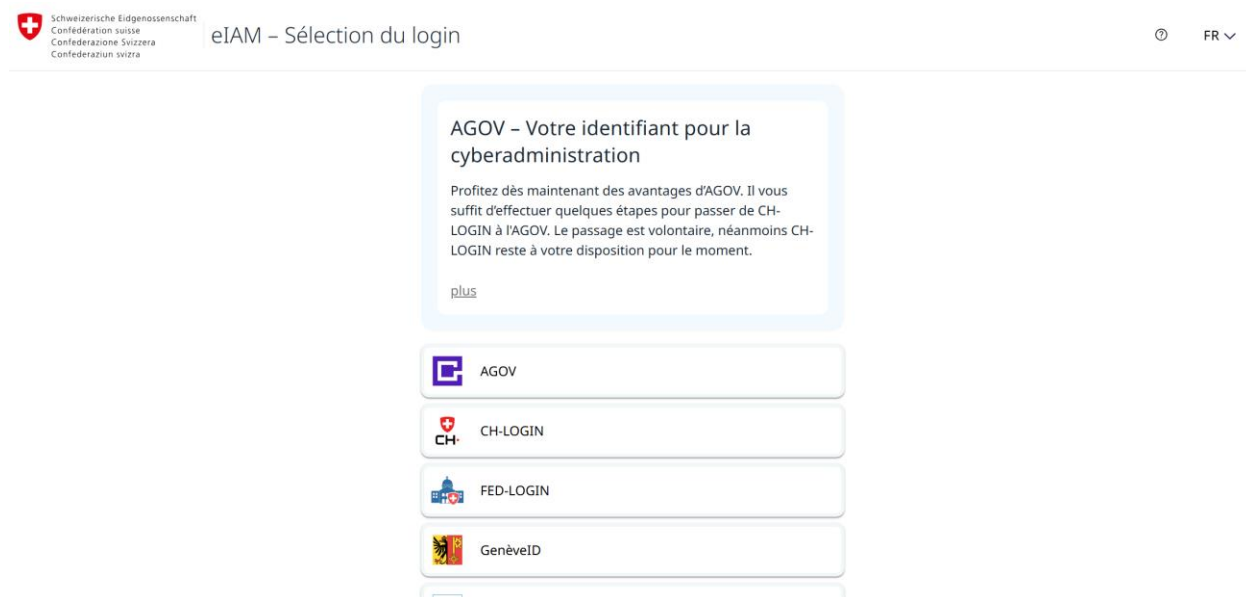 Schweizerische Eidgenossenschaft
Confédération suisse
Confederazione Svizzera
Confederaziun svizra
eIAM – Sélection du login
FR
AGOV – Votre identifiant pour la
cyberadministration
Profitez dès maintenant des avantages d'AGOV. Il vous
suffit d'effectuer quelques étapes pour passer de CH-
LOGIN à l'AGOV. Le passage est volontaire, néanmoins CH-
LOGIN reste à votre disposition pour le moment.
plus
AGOV
CH-LOGIN
FED-LOGIN
GenèveID